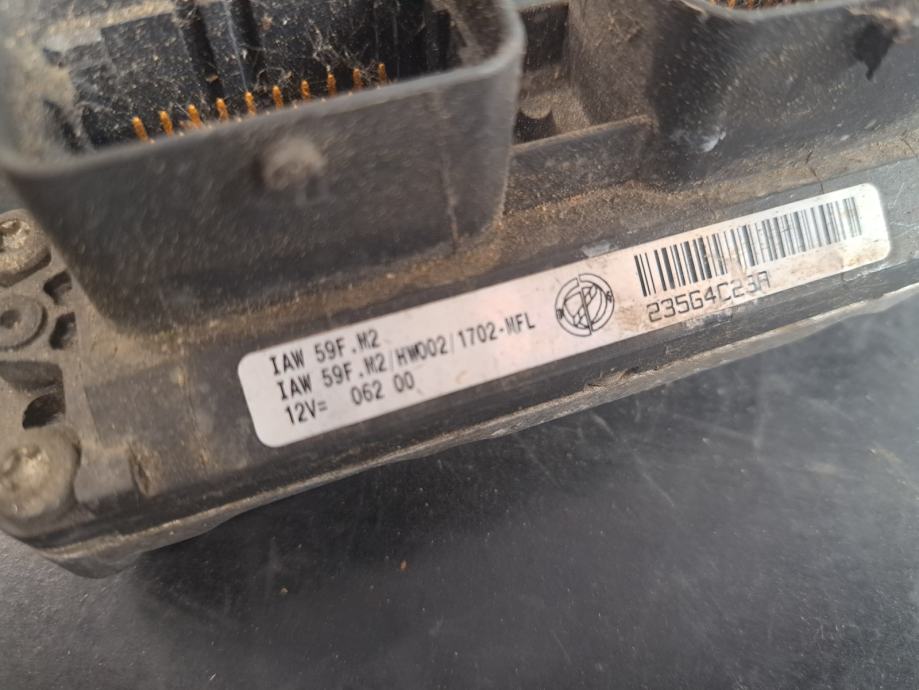 IAW 59F.M2
IAW 59F.M2/HW002/1702-MFL
12V= 062 00
235G4C23A